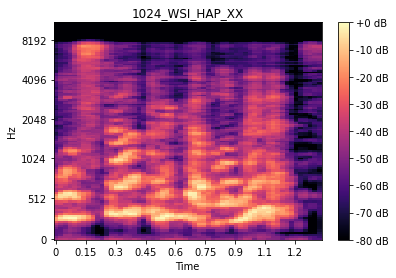 1024_WSI_HAP_XX
+0 dB
8192
-10 dB
4096
-20 dB
-30 dB
2048
Hz
-40 dB
1024
-50 dB
512
-60 dB
-70 dB
0
-80 dB
0 0.15 0.3 0.45 0.6 0.75 0.9 1.1 1.2
Time